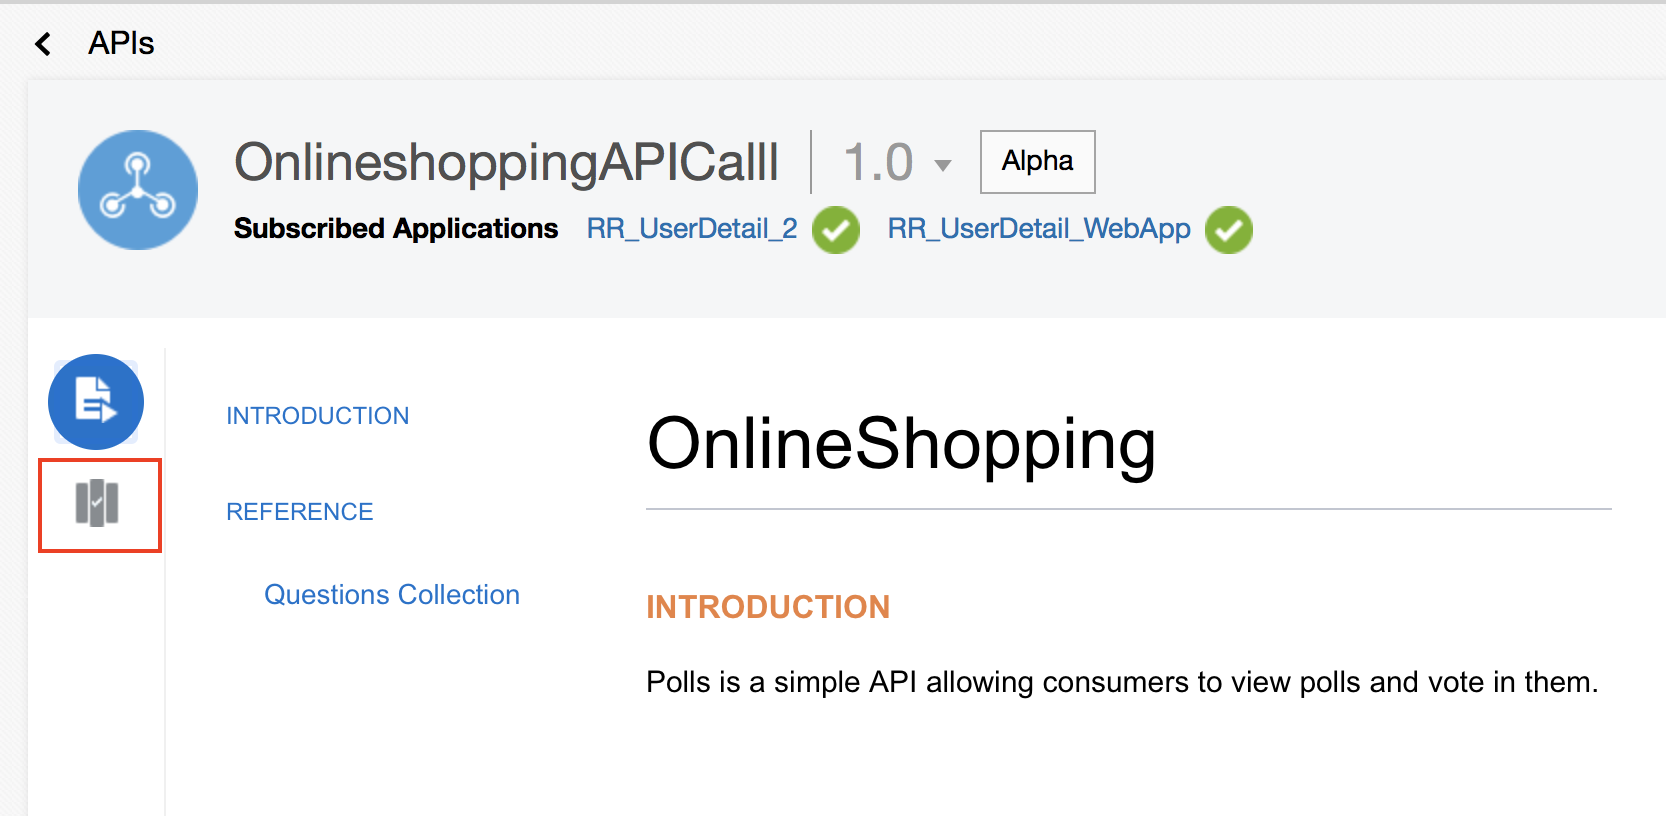 APIs
OnlineshoppingAPICalll 1.0 Alpha
Subscribed Applications RR_UserDetail_2 RR_UserDetail_WebApp
INTRODUCTION
REFERENCE
Questions Collection
OnlineShopping
INTRODUCTION
Polls is a simple API allowing consumers to view polls and vote in them.